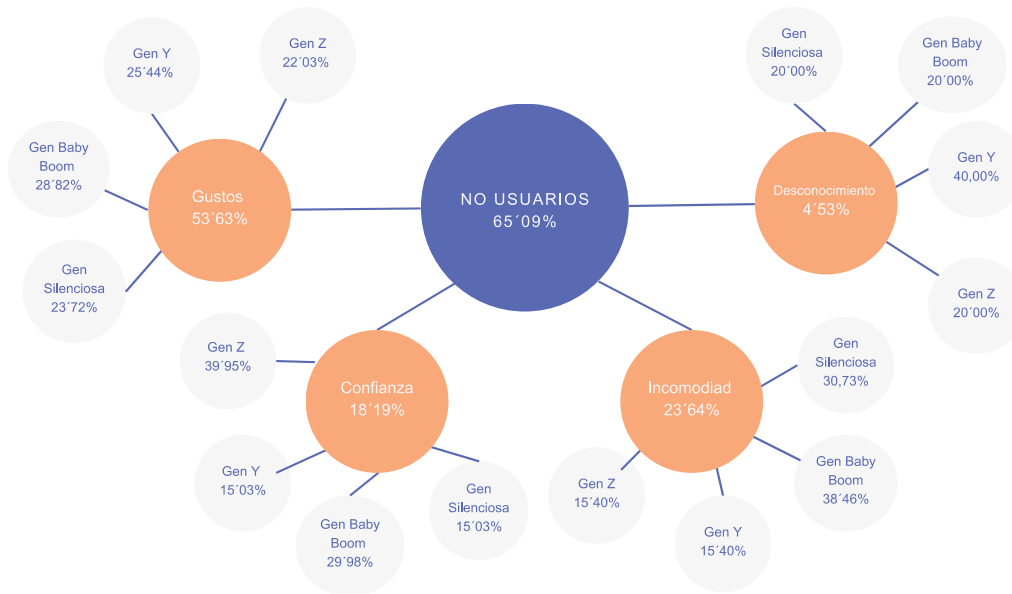 NO USUARIOS
65´09%
Gustos
53´63%
Gen Y
25´44%
Gen Z
22´03%
Gen Baby
Boom
28´82%
Gen
Silenciosa
23´72%
Desconocimiento
4´53%
Gen
Silenciosa
20´00%
Gen Baby
Boom
20´00%
Gen Y
40,00%
Gen Z
20´00%
Confianza
18´19%
Gen Z
39´95%
Gen Y
15´03%
Gen Baby
Boom
29´98%
Gen
Silenciosa
15´03%
Incomodiad
23´64%
Gen
Silenciosa
30,73%
Gen Baby
Boom
38´46%
Gen Y
15´40%
Gen Z
15´40%